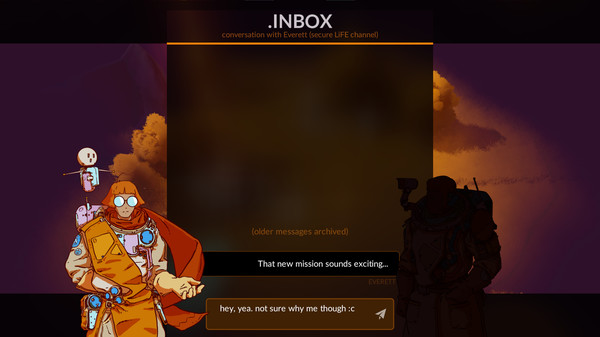 .INBOX
conversation with Everett (secure LiFE channel)
(older messages archived)
That new mission sounds exciting...
EVERETT
hey, yea. not sure why me though :c